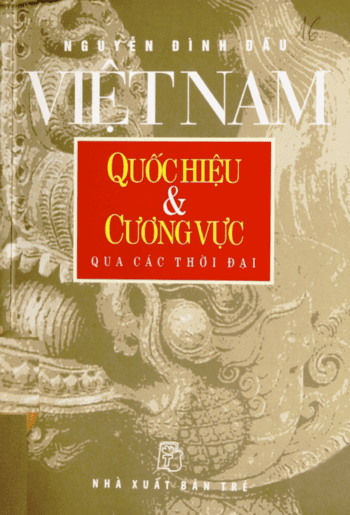 NGUYỄN ĐÌNH ĐẦU
16
VIỆT NAM
QUỐC HIỆU
&
CƯƠNG VỰC
QUA CÁC THỜI ĐẠI
NHÀ XUẤT BẢN TRẺ